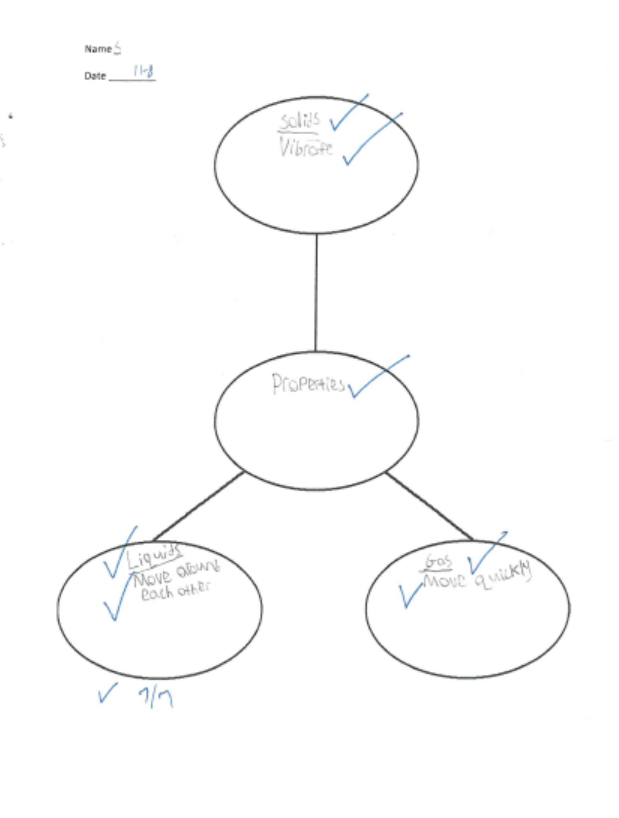 Name S
Date 11-8
solids
Vibrate
Properties
Liquids
Move around
each other
Gas
Move quickly
7/7